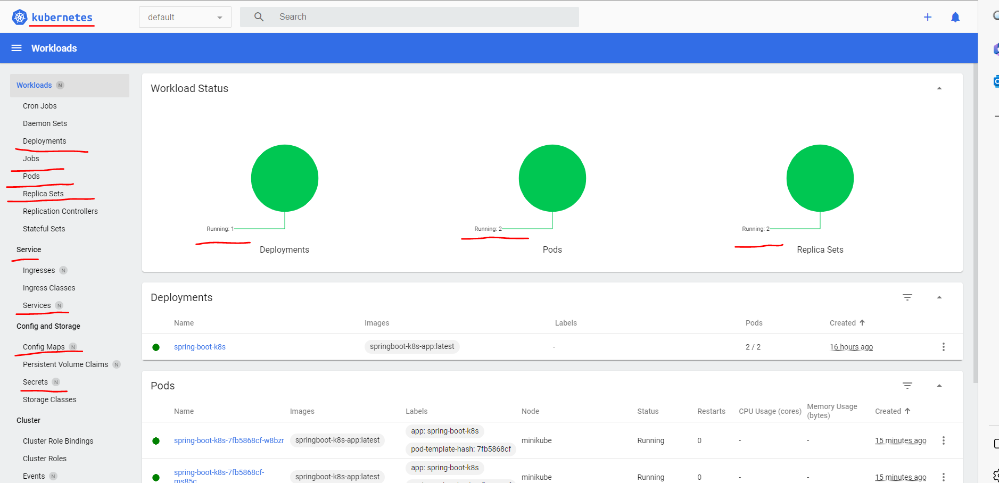 kubernetes
default
Search
Workloads
Workloads N
Cron Jobs
Daemon Sets
Deployments
Jobs
Pods
Replica Sets
Replication Controllers
Stateful Sets
Service
Ingresses N
Ingress Classes
Services N
Config and Storage
Config Maps N
Persistent Volume Claims N
Secrets N
Storage Classes
Cluster
Cluster Role Bindings
Cluster Roles
Events N
Workload Status
Running: 1
Deployments
Running: 2
Pods
Running: 2
Replica Sets
Deployments
Name Images Labels Pods Created
spring-boot-k8s springboot-k8s-app:latest - 2 / 2 16 hours ago
Pods
Name Images Labels Node Status Restarts CPU Usage (cores) Memory Usage (bytes) Created
spring-boot-k8s-7fb5868cf-w8bzr springboot-k8s-app:latest app: spring-boot-k8s minikube Running 0 - - 15 minutes ago
pod-template-hash: 7fb5868cf
spring-boot-k8s-7fb5868cf-ms85c springboot-k8s-app:latest app: spring-boot-k8s minikube Running 0 - - 15 minutes ago